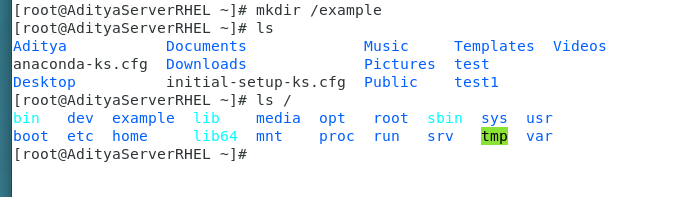 [root@AdityaServerRHEL ~]# mkdir /example
[root@AdityaServerRHEL ~]# ls
Aditya           Documents             Music     Templates  Videos
anaconda-ks.cfg  Downloads             Pictures  test
Desktop          initial-setup-ks.cfg  Public    test1
[root@AdityaServerRHEL ~]# ls /
bin   dev  example  lib    media  opt   root  sbin  sys  usr
boot  etc  home     lib64  mnt    proc  run   srv   tmp  var
[root@AdityaServerRHEL ~]#